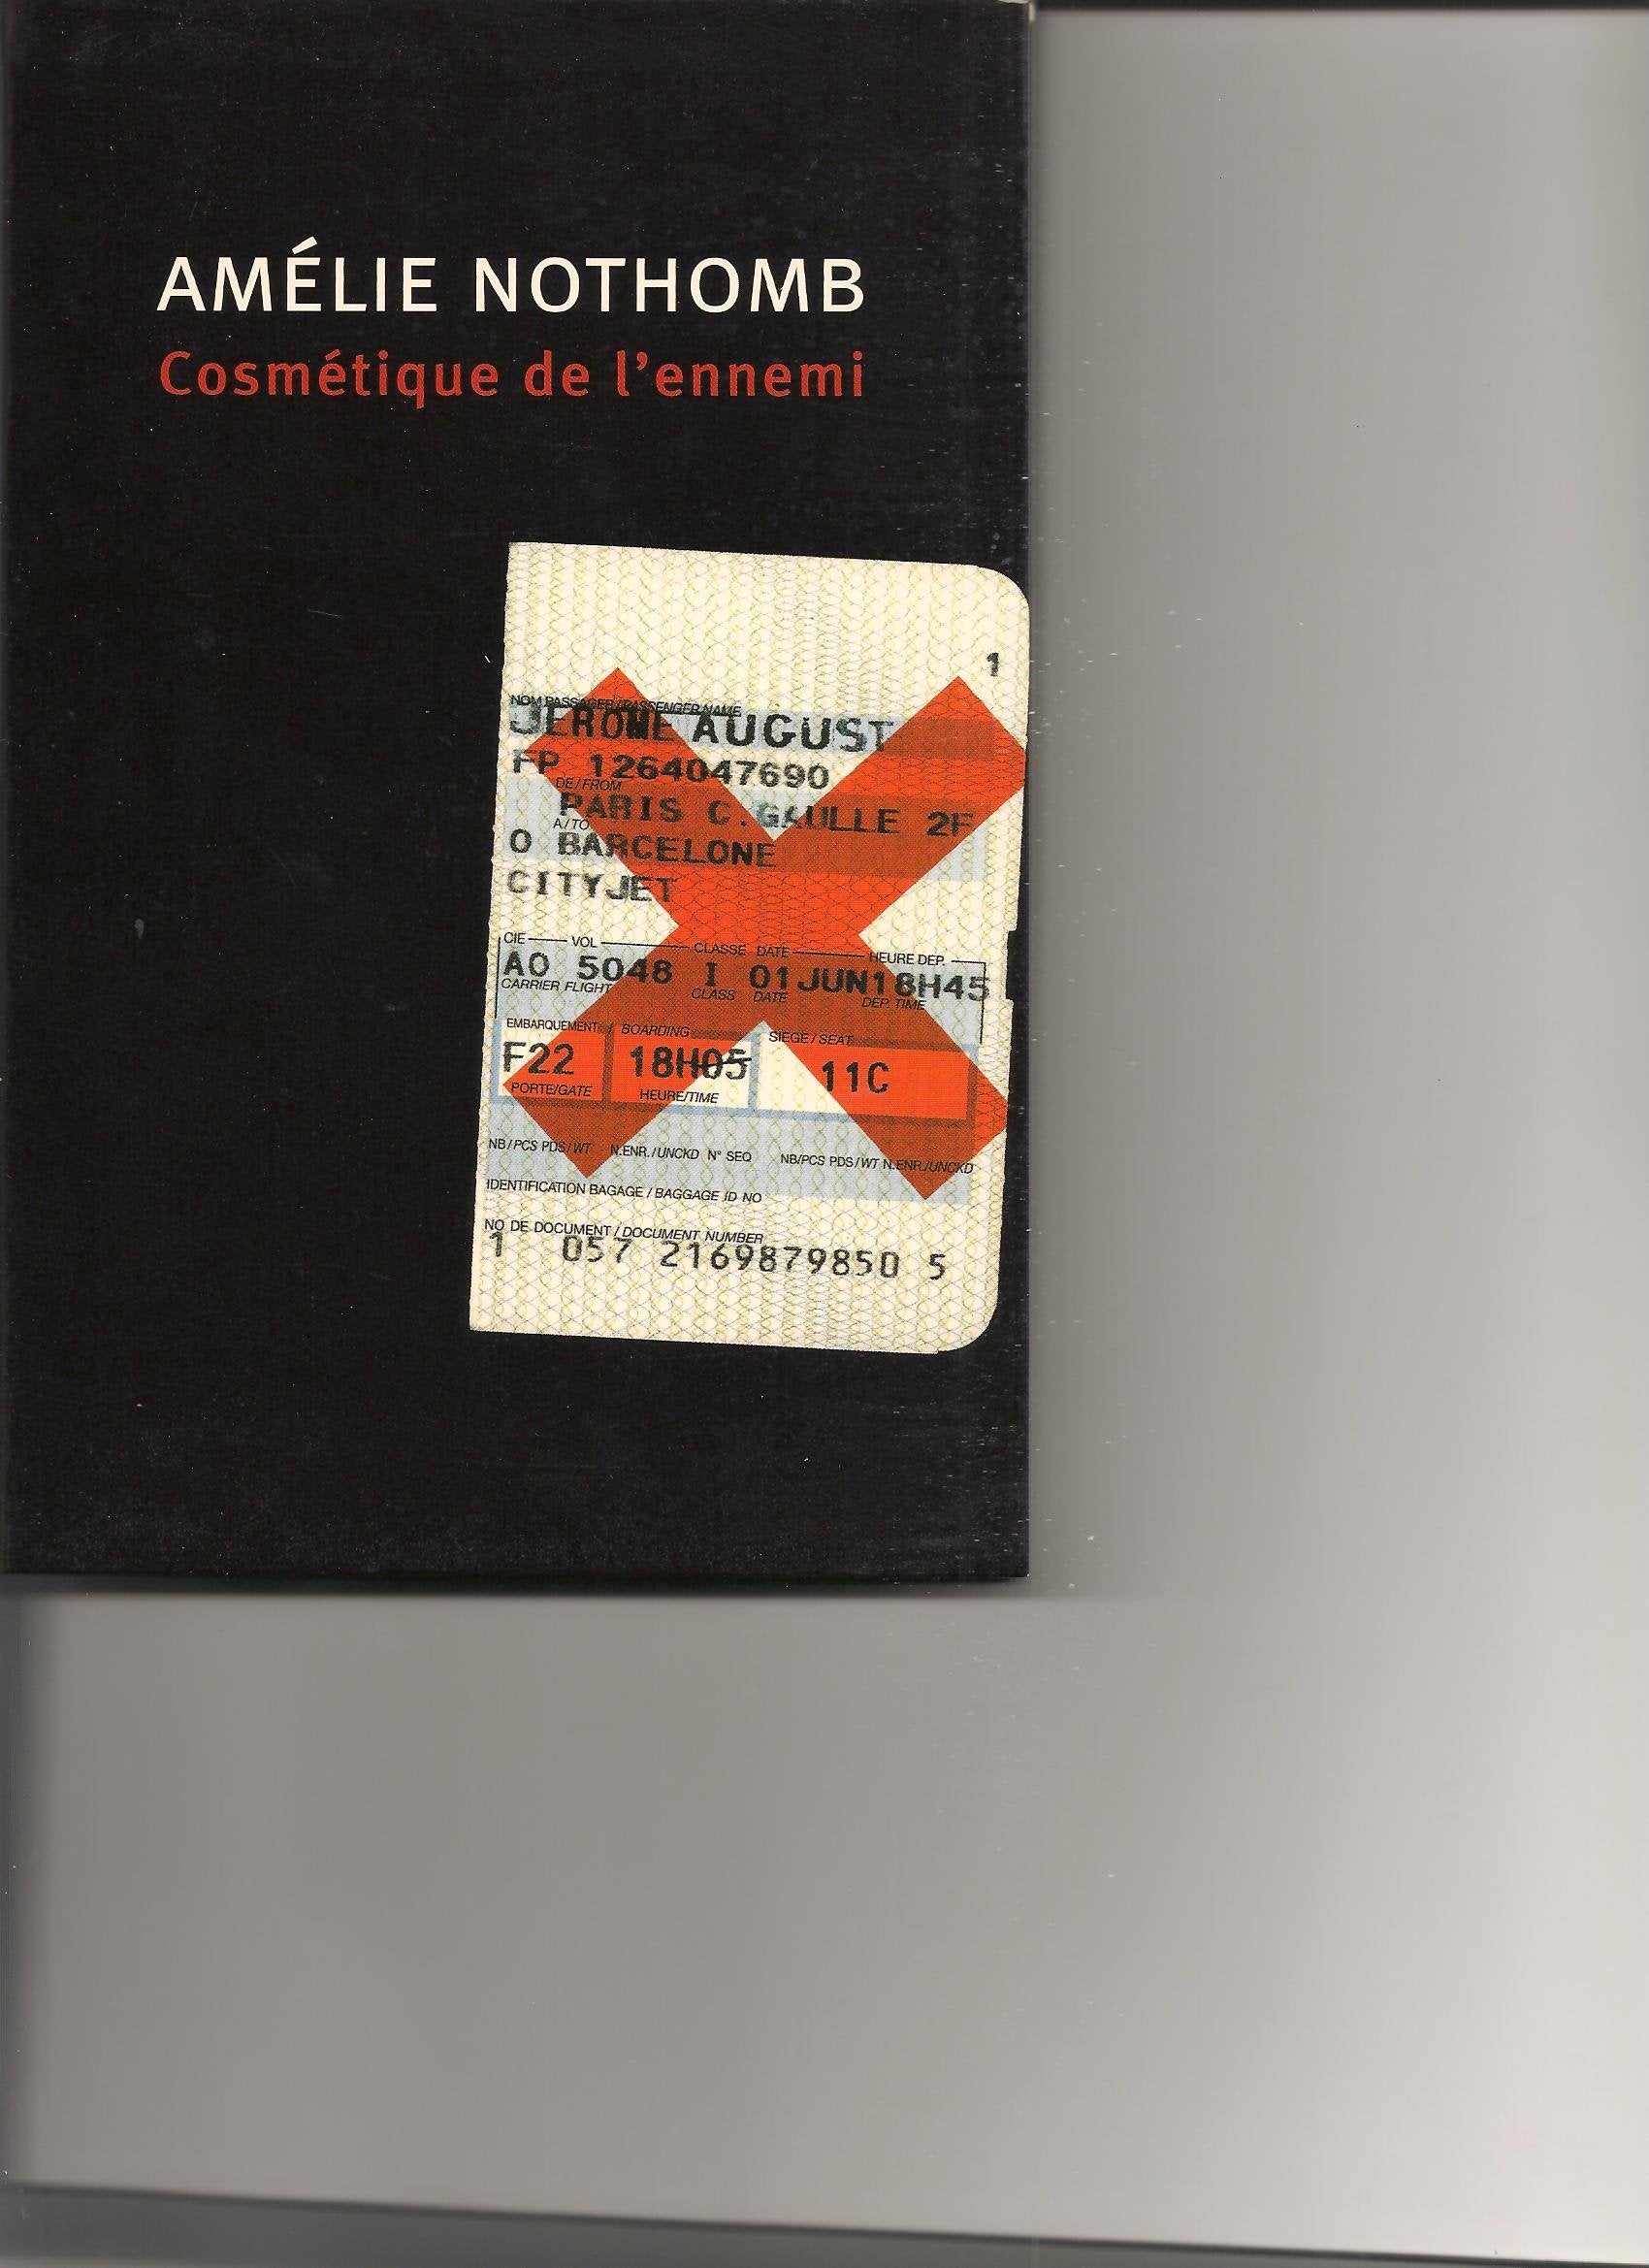 AMÉLIE NOTHOMB
Cosmétique de l'ennemi
1
NOM PASSAGER / PASSENGER NAME
JEROME AUGUST
FP 1264047690
DE / FROM
PARIS C.GAULLE 2F
A / TO
O BARCELONE
CITYJET
CIE VOL CLASSE DATE HEURE DEP.
AO 5048 I 01JUN18H45
CARRIER FLIGHT CLASS DATE DEP. TIME
EMBARQUEMENT / BOARDING SIEGE / SEAT
F22 18H05 11C
PORTE/GATE HEURE/TIME
NB / PCS PDS / WT N.ENR. / UNCKD N° SEQ NB/PCS PDS / WT N.ENR./UNCKD
IDENTIFICATION BAGAGE / BAGGAGE ID NO
NO DE DOCUMENT / DOCUMENT NUMBER
1 057 2169879850 5